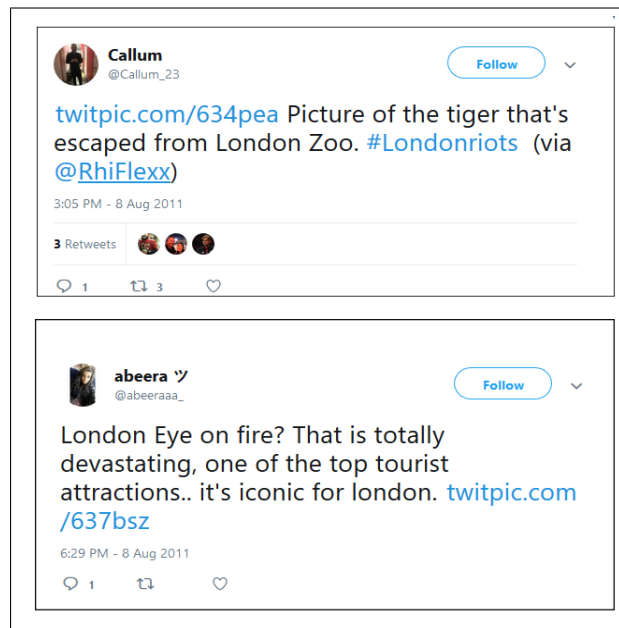 Callum
@Callum_23
Follow
twitpic.com/634pea Picture of the tiger that's
escaped from London Zoo. #Londonriots (via
@RhiFlexx)
3:05 PM - 8 Aug 2011
3 Retweets
1 3
abeera ツ
@abeeraaa_
Follow
London Eye on fire? That is totally
devastating, one of the top tourist
attractions.. it's iconic for london. twitpic.com
/637bsz
6:29 PM - 8 Aug 2011
1